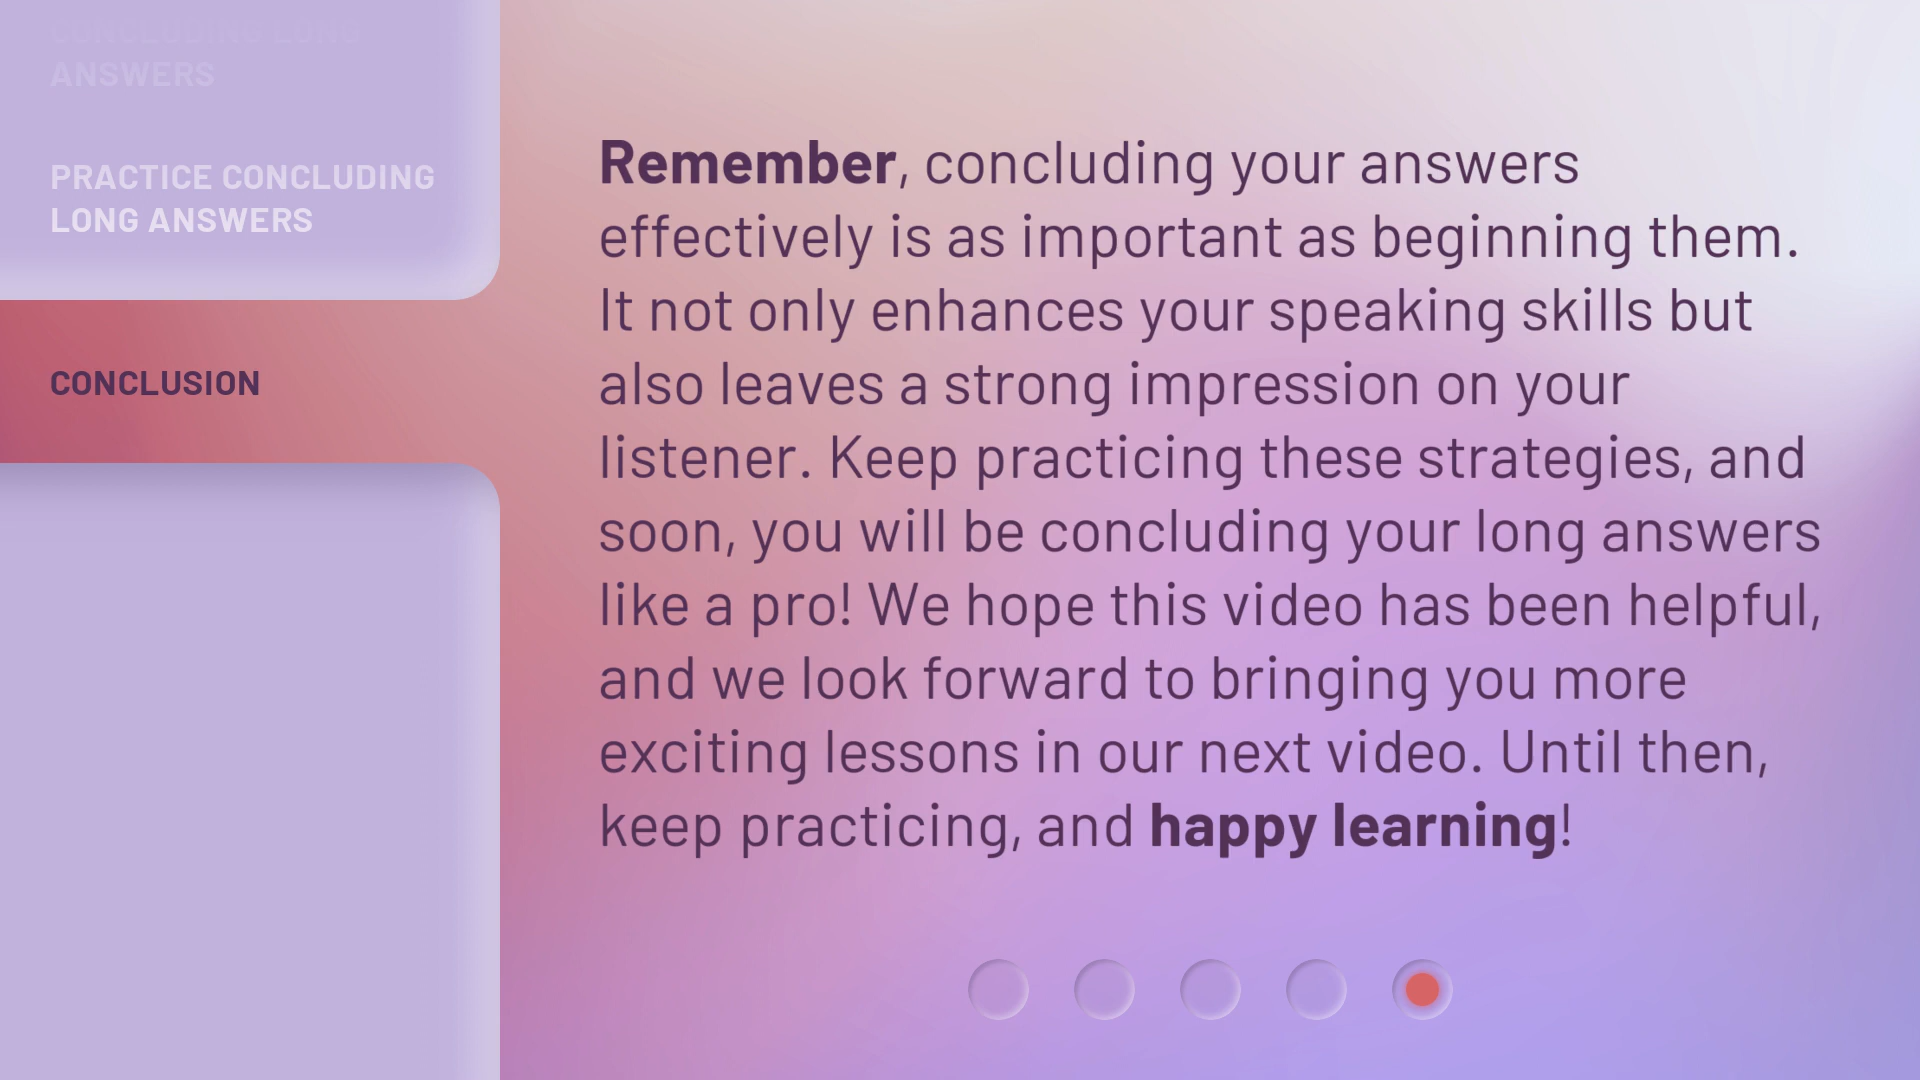 CONCLUDING LONG
ANSWERS
PRACTICE CONCLUDING
LONG ANSWERS
CONCLUSION
Remember, concluding your answers
effectively is as important as beginning them.
It not only enhances your speaking skills but
also leaves a strong impression on your
listener. Keep practicing these strategies, and
soon, you will be concluding your long answers
like a pro! We hope this video has been helpful,
and we look forward to bringing you more
exciting lessons in our next video. Until then,
keep practicing, and happy learning!